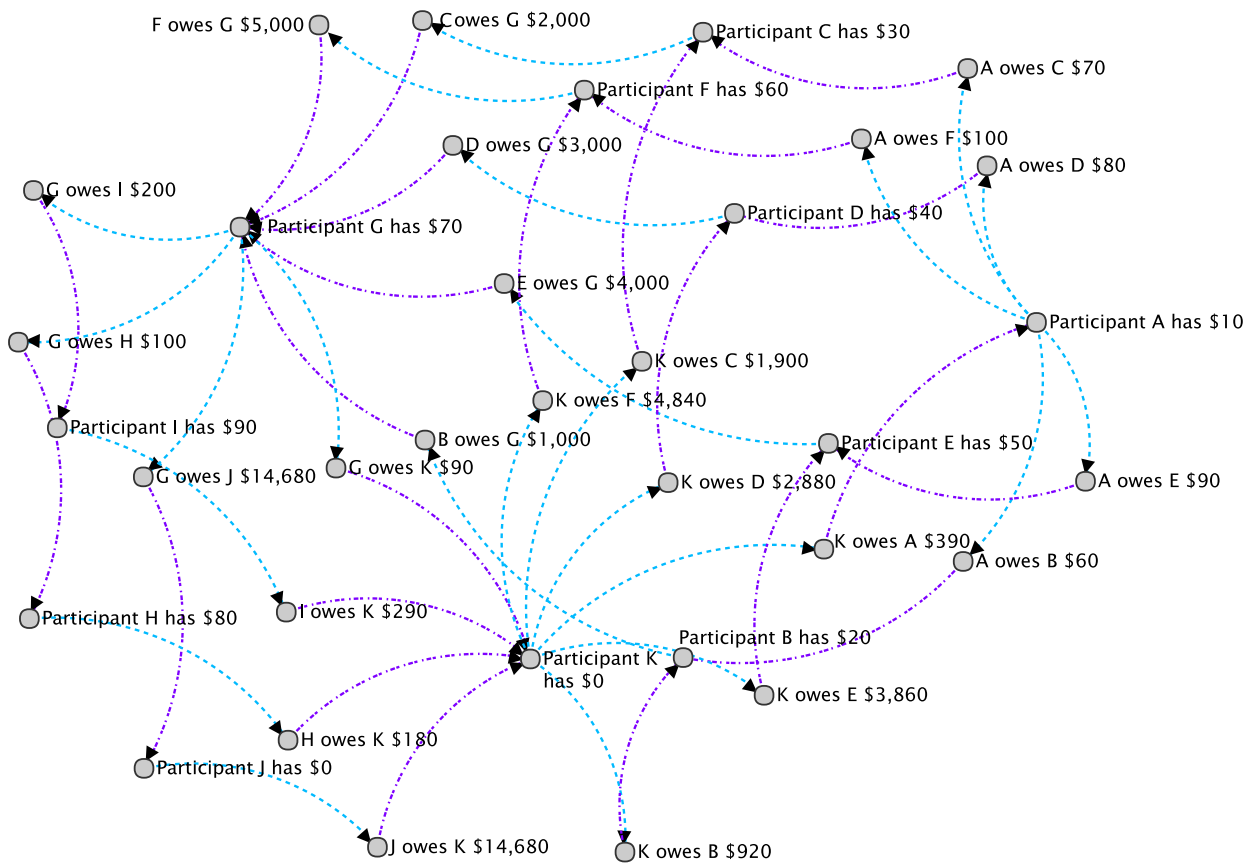 F owes G $5,000
C owes G $2,000
Participant C has $30
A owes C $70
Participant F has $60
A owes F $100
D owes G $3,000
A owes D $80
G owes I $200
Participant D has $40
Participant G has $70
E owes G $4,000
Participant A has $10
G owes H $100
K owes C $1,900
K owes F $4,840
Participant I has $90
B owes G $1,000
Participant E has $50
G owes K $90
G owes J $14,680
K owes D $2,880
A owes E $90
K owes A $390
A owes B $60
I owes K $290
Participant H has $80
Participant B has $20
Participant K
has $0
K owes E $3,860
H owes K $180
Participant J has $0
J owes K $14,680
K owes B $920